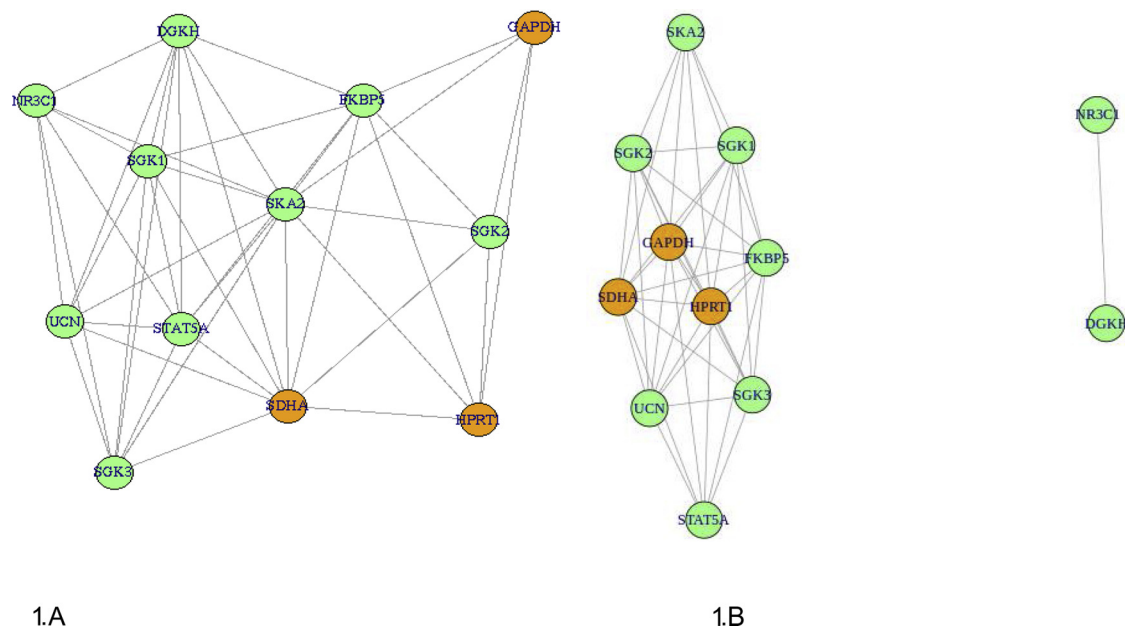 DGKH
GAPDH
NR3C1
FKBP5
SGK1
SKA2
SGK2
UCN
STAT5A
SDHA
HPRT1
SGK3
1.A
SKA2
SGK2
SGK1
GAPDH
FKBP5
SDHA
HPRT1
UCN
SGK3
STAT5A
NR3C1
DGKH
1.B